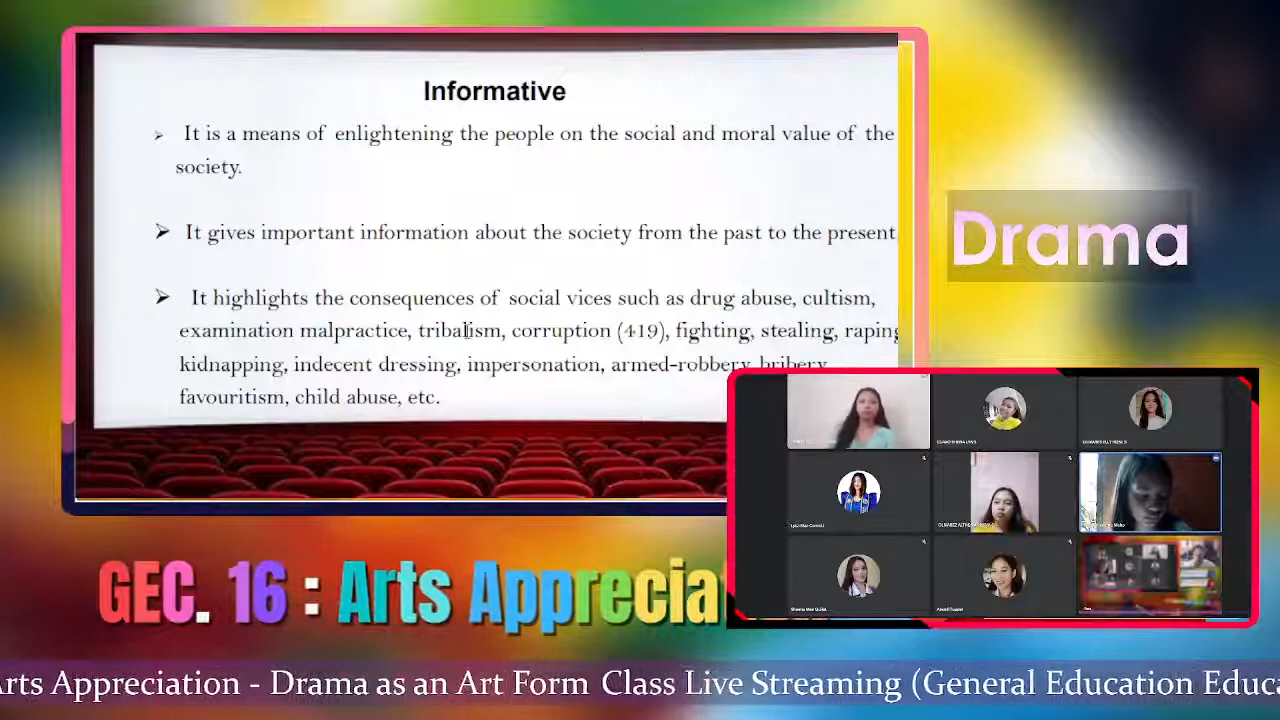 Informative
➢ It is a means of enlightening the people on the social and moral value of the
society.
➢ It gives important information about the society from the past to the present
➢ It highlights the consequences of social vices such as drug abuse, cultism,
examination malpractice, tribalism, corruption (419), fighting, stealing, raping
kidnapping, indecent dressing, impersonation, armed-robbery, bribery
favouritism, child abuse, etc.
Drama
GEC. 16 : Arts Apprecia
Arts Appreciation - Drama as an Art Form Class Live Streaming (General Education Educa